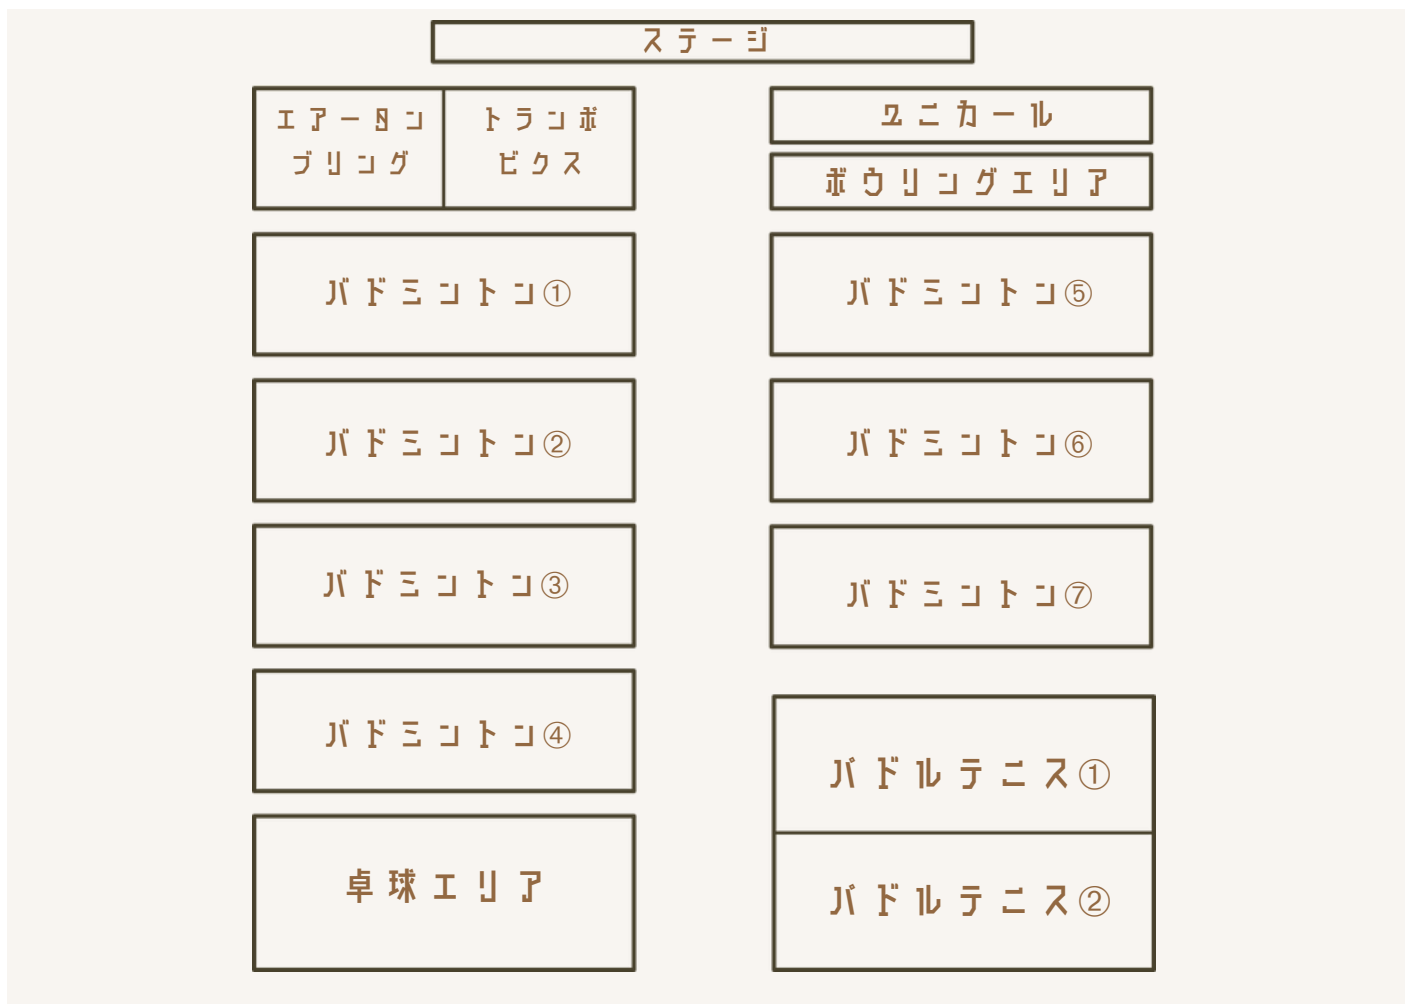 ステージ
エアータン
ブリング
トランポ
ビクス
ユニカール
ボウリングエリア
バドミントン①
バドミントン②
バドミントン③
バドミントン④
卓球エリア
バドミントン⑤
バドミントン⑥
バドミントン⑦
パドルテニス①
パドルテニス②